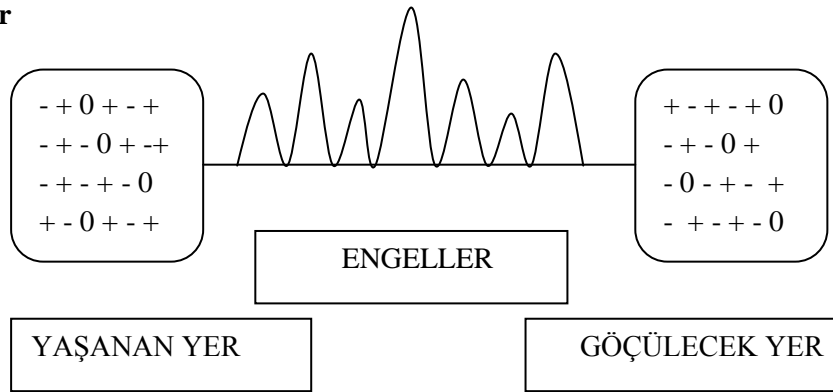 r
- + 0 + - +
- + - 0 + -+
- + - + - 0
+ - 0 + - +
+ - + - + 0
- + - 0 +
- 0 - + - +
- + - + - 0
ENGELLER
YAŞANAN YER
GÖÇÜLECEK YER